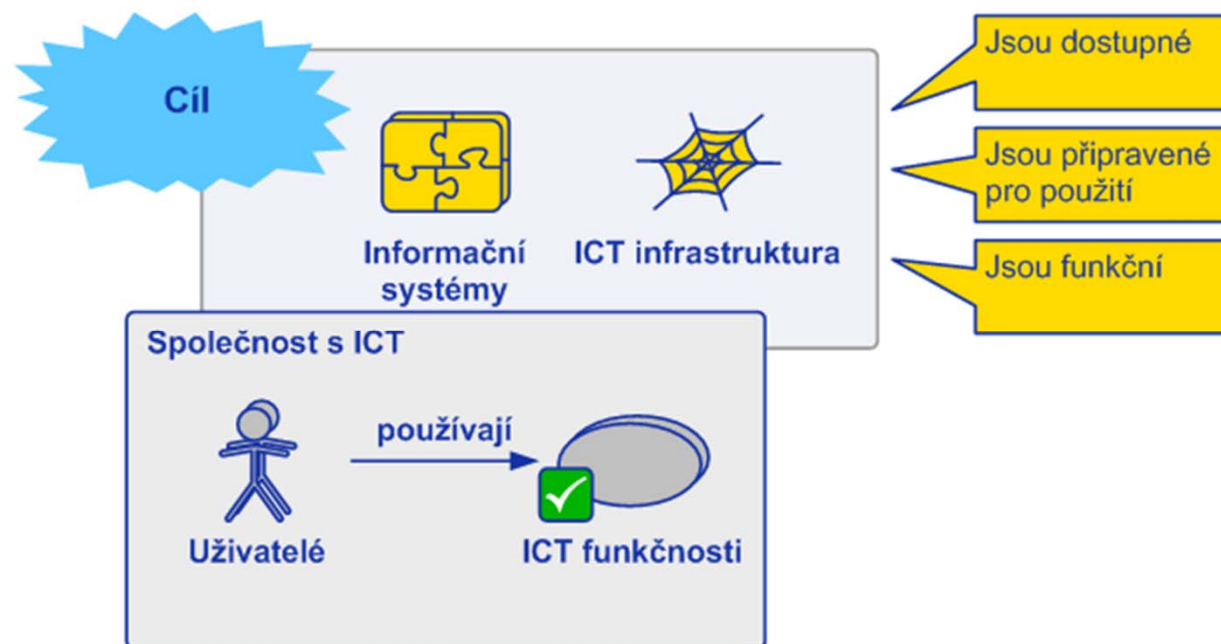 Cíl
Jsou dostupné
Jsou připravené
pro použití
Jsou funkční
Informační
systémy
ICT infrastruktura
Společnost s ICT
používají
Uživatelé
ICT funkčnosti